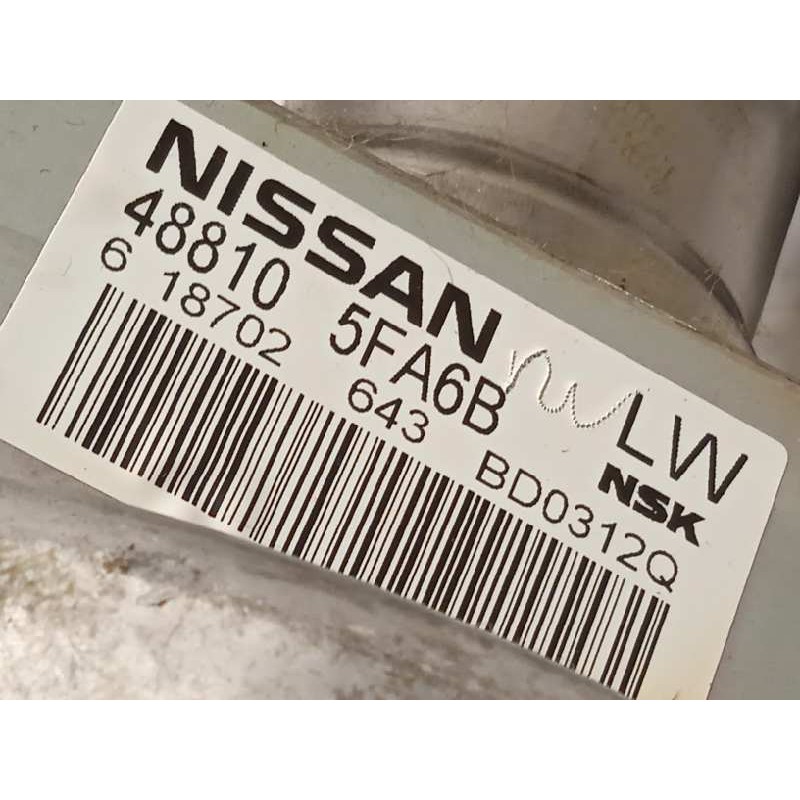 NISSAN
48810 5FA6B LW
6 18702 643 BD0312Q
NSK